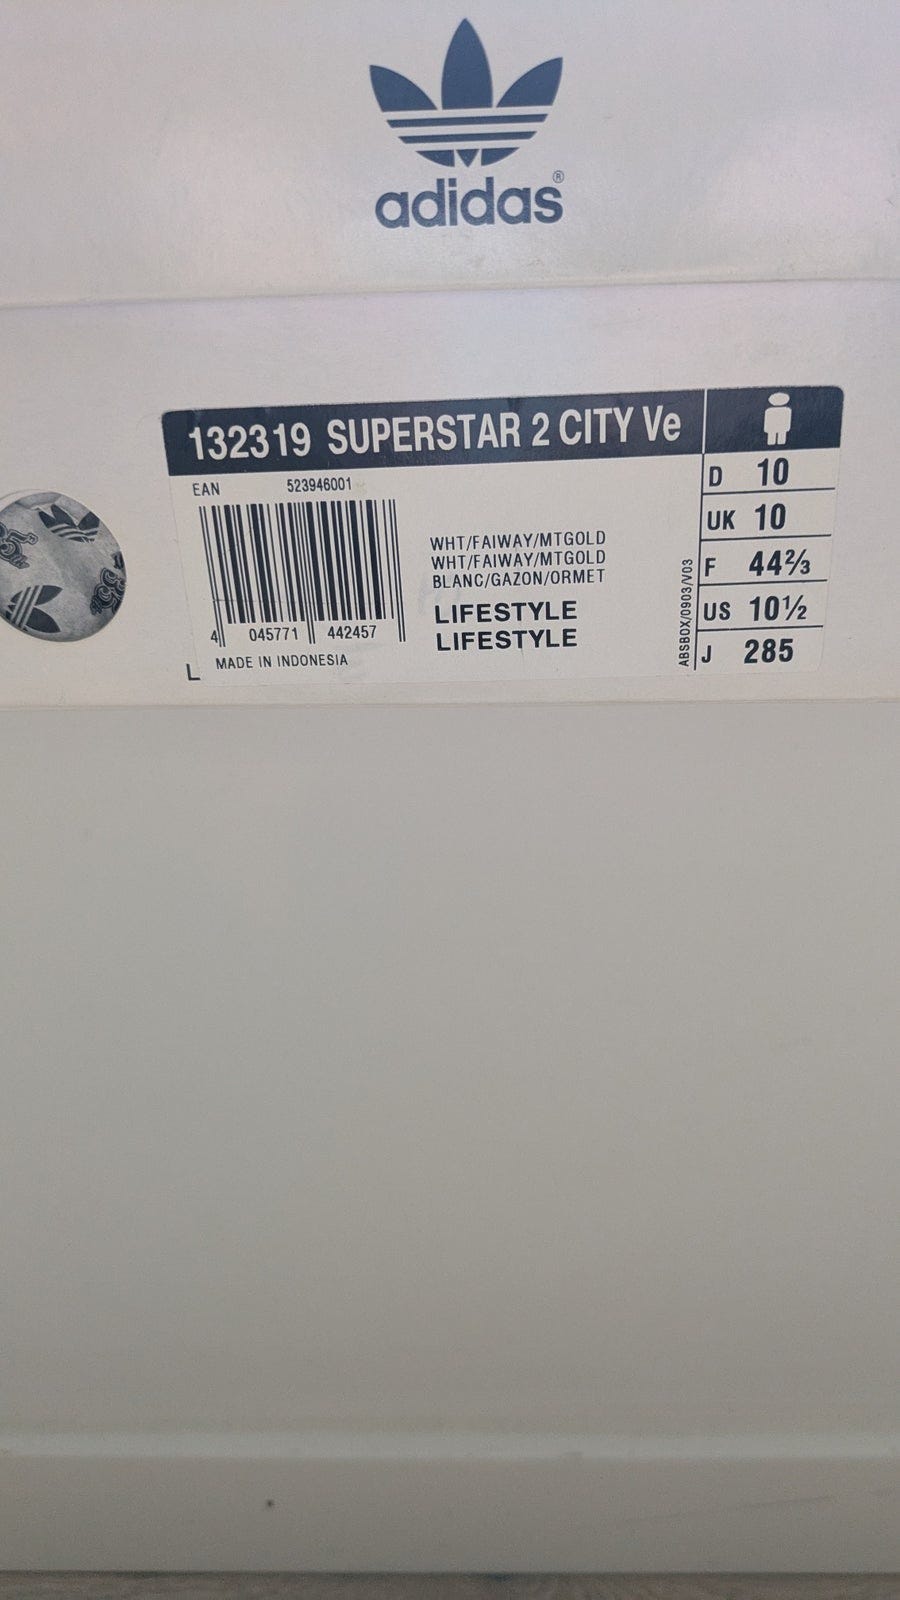 adidas®
132319 SUPERSTAR 2 CITY Ve
EAN 523946001
4 045771 442457
MADE IN INDONESIA
L
WHT/FAIWAY/MTGOLD
WHT/FAIWAY/MTGOLD
BLANC/GAZON/ORMET
LIFESTYLE
LIFESTYLE
ABSBOX/0903/V03
D 10
UK 10
F 44⅔
US 10½
J 285